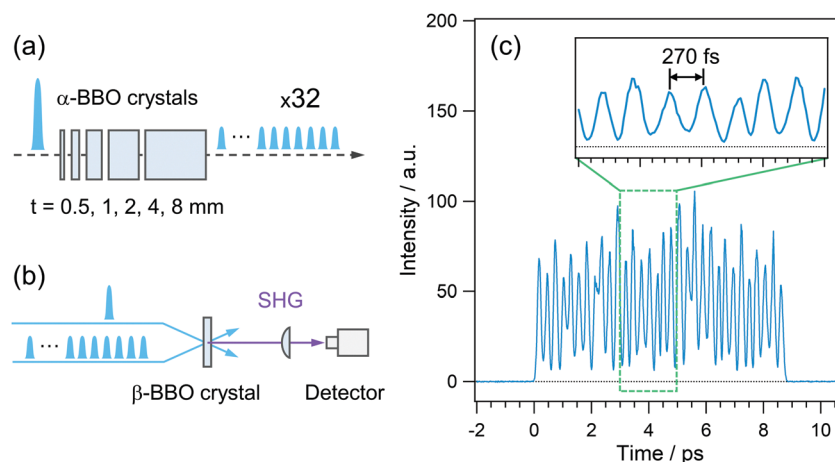 (a)
α-BBO crystals
x32
...
t = 0.5, 1, 2, 4, 8 mm
(b)
SHG
...
β-BBO crystal
Detector
(c)
270 fs
Intensity / a.u.
200
150
100
50
0
-2 0 2 4 6 8 10
Time / ps